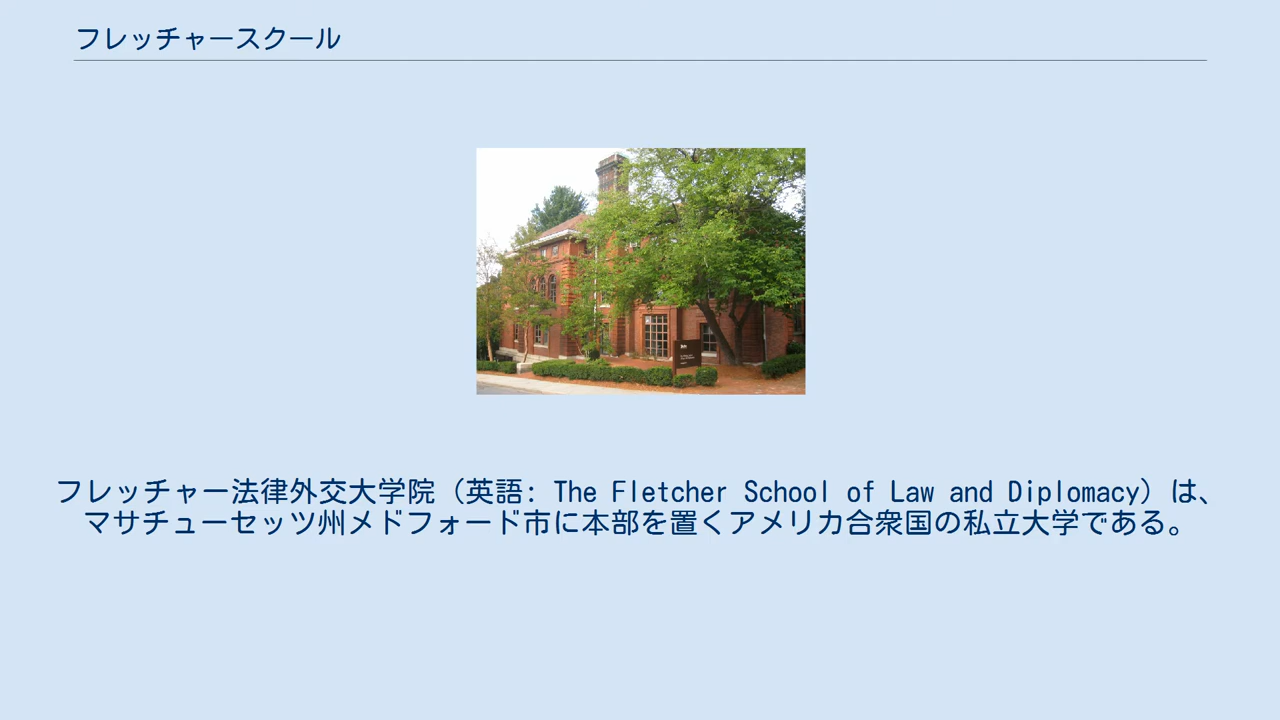 フレッチャースクール
フレッチャー法律外交大学院（英語: The Fletcher School of Law and Diplomacy）は、
マサチューセッツ州メドフォード市に本部を置くアメリカ合衆国の私立大学である。